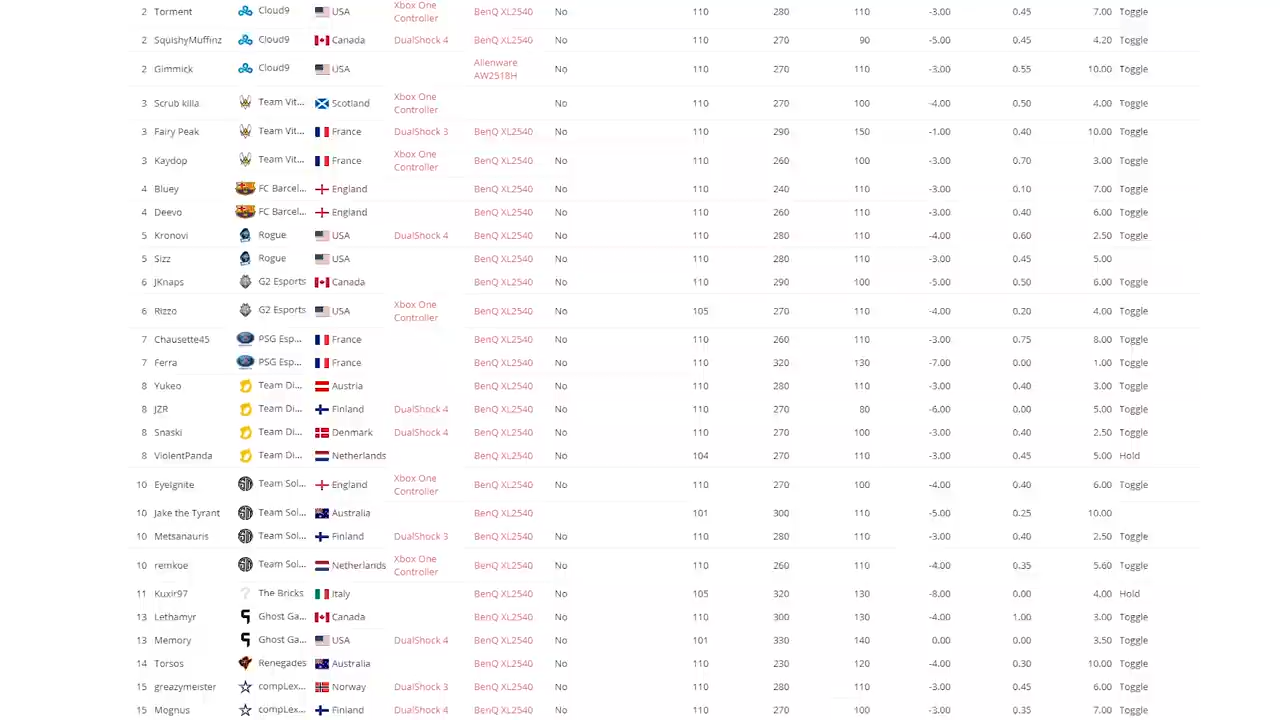 2 Torment Cloud9 USA Xbox One Controller BenQ XL2540 No 110 280 110 -3.00 0.45 7.00 Toggle
2 SquishyMuffinz Cloud9 Canada DualShock 4 BenQ XL2540 No 110 270 90 -5.00 0.45 4.20 Toggle
2 Gimmick Cloud9 USA Alienware AW2518H No 110 280 110 -3.00 0.55 10.00 Toggle
3 Scrub killa Team Vit... Scotland Xbox One Controller No 110 270 100 -4.00 0.50 4.00 Toggle
3 Fairy Peak Team Vit... France DualShock 3 BenQ XL2540 No 110 290 150 -1.00 0.40 10.00 Toggle
3 Kaydop Team Vit... France Xbox One Controller BenQ XL2540 No 110 260 100 -3.00 0.70 3.00 Toggle
4 Bluey FC Barcel... England BenQ XL2540 No 110 240 110 -3.00 0.10 7.00 Toggle
4 Deevo FC Barcel... England BenQ XL2540 No 110 260 110 -3.00 0.40 6.00 Toggle
5 Kronovi Rogue USA DualShock 4 BenQ XL2540 No 110 280 110 -4.00 0.60 2.50 Toggle
5 Sizz Rogue USA BenQ XL2540 No 110 280 110 -3.00 0.45 5.00
6 JKnaps G2 Esports Canada BenQ XL2540 No 110 290 100 -5.00 0.50 6.00 Toggle
6 Rizzo G2 Esports USA Xbox One Controller BenQ XL2540 No 105 270 110 -4.00 0.20 4.00 Toggle
7 Chausette45 PSG Esp... France BenQ XL2540 No 110 260 110 -3.00 0.75 8.00 Toggle
7 Ferra PSG Esp... France BenQ XL2540 No 110 320 130 -7.00 0.00 1.00 Toggle
8 Yukeo Team Di... Austria BenQ XL2540 No 110 280 110 -3.00 0.40 3.00 Toggle
8 JZR Team Di... Finland DualShock 4 BenQ XL2540 No 110 270 80 -6.00 0.00 5.00 Toggle
8 Snaski Team Di... Denmark DualShock 4 BenQ XL2540 No 110 270 100 -3.00 0.40 2.50 Toggle
8 ViolentPanda Team Di... Netherlands BenQ XL2540 No 104 270 110 -3.00 0.45 5.00 Hold
10 EyeIgnite Team Sol... England Xbox One Controller BenQ XL2540 No 110 270 100 -4.00 0.40 6.00 Toggle
10 Jake the Tyrant Team Sol... Australia BenQ XL2540 101 300 110 -5.00 0.25 10.00
10 Metsanauris Team Sol... Finland DualShock 3 BenQ XL2540 No 110 280 110 -3.00 0.40 2.50 Toggle
10 remkoe Team Sol... Netherlands Xbox One Controller BenQ XL2540 No 110 260 110 -4.00 0.35 5.60 Toggle
11 Kuxir97 The Bricks Italy BenQ XL2540 No 105 320 130 -8.00 0.00 4.00 Hold
13 Lethamyr Ghost Ga... Canada BenQ XL2540 No 110 300 130 -4.00 1.00 3.00 Toggle
13 Memory Ghost Ga... USA DualShock 4 BenQ XL2540 No 101 330 140 0.00 0.00 3.50 Toggle
14 Torsos Renegades Australia BenQ XL2540 No 110 230 120 -4.00 0.30 10.00 Toggle
15 greazymeister compLex... Norway DualShock 3 BenQ XL2540 No 110 280 110 -3.00 0.45 6.00 Toggle
15 Mognus compLex... Finland DualShock 4 BenQ XL2540 No 110 270 100 -3.00 0.35 7.00 Toggle